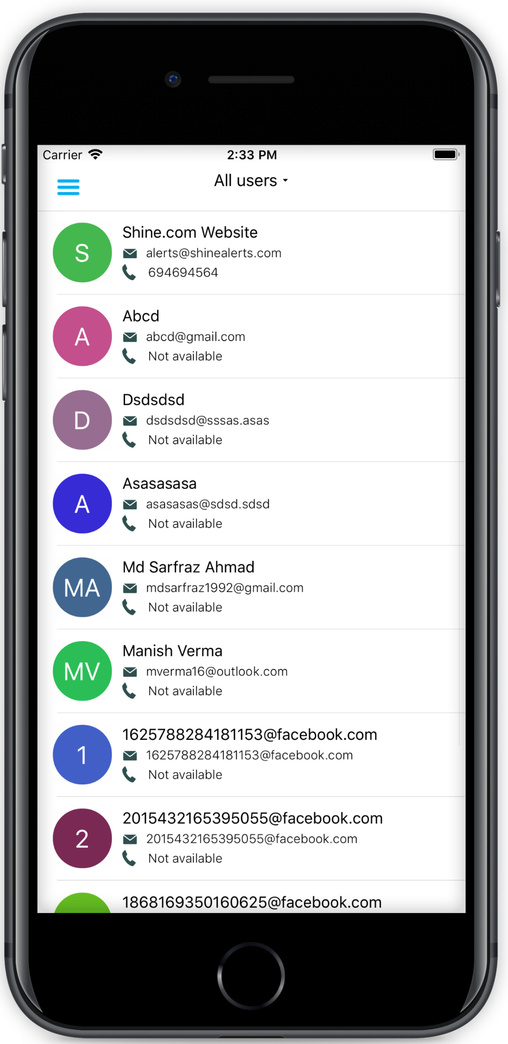 Carrier 2:33 PM
All users
S Shine.com Website
alerts@shinealerts.com
694694564
A Abcd
abcd@gmail.com
Not available
D Dsdsdsd
dsdsdsd@sssas.asas
Not available
A Asasasasa
asasasas@sdsd.sdsd
Not available
MA Md Sarfraz Ahmad
mdsarfraz1992@gmail.com
Not available
MV Manish Verma
mverma16@outlook.com
Not available
1 1625788284181153@facebook.com
1625788284181153@facebook.com
Not available
2 2015432165395055@facebook.com
2015432165395055@facebook.com
Not available
1868169350160625@facebook.com